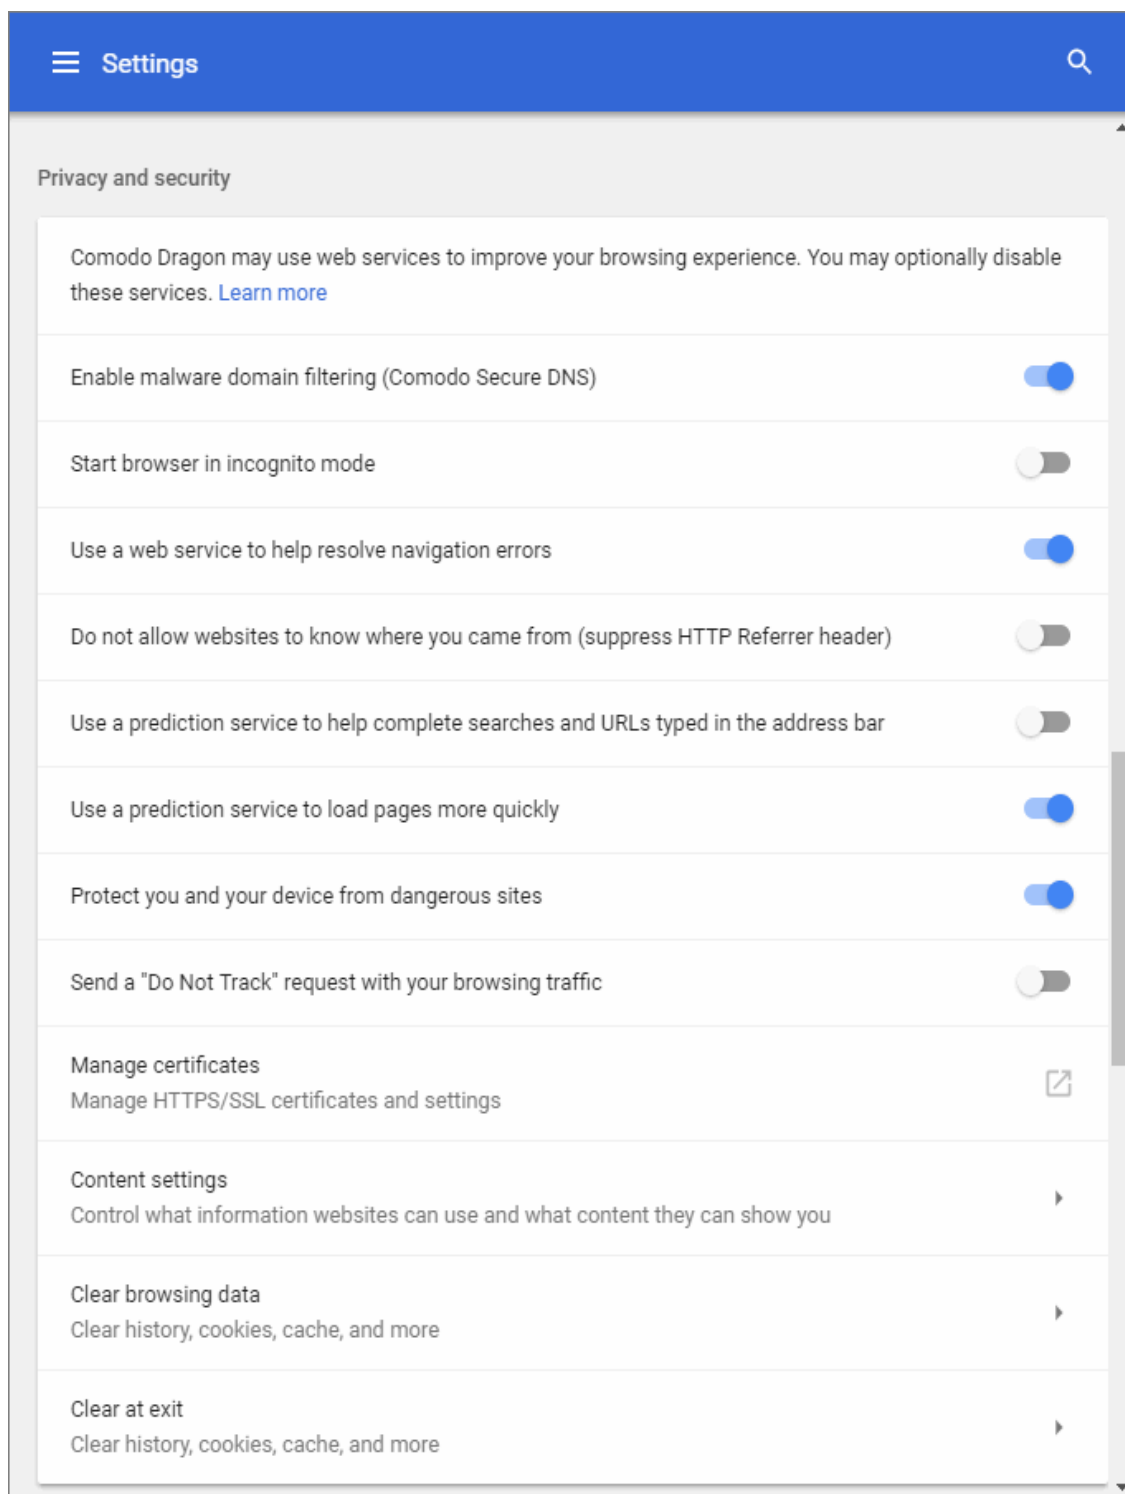 Settings
Privacy and security
Comodo Dragon may use web services to improve your browsing experience. You may optionally disable
these services. Learn more
Enable malware domain filtering (Comodo Secure DNS)
Start browser in incognito mode
Use a web service to help resolve navigation errors
Do not allow websites to know where you came from (suppress HTTP Referrer header)
Use a prediction service to help complete searches and URLs typed in the address bar
Use a prediction service to load pages more quickly
Protect you and your device from dangerous sites
Send a "Do Not Track" request with your browsing traffic
Manage certificates
Manage HTTPS/SSL certificates and settings
Content settings
Control what information websites can use and what content they can show you
Clear browsing data
Clear history, cookies, cache, and more
Clear at exit
Clear history, cookies, cache, and more